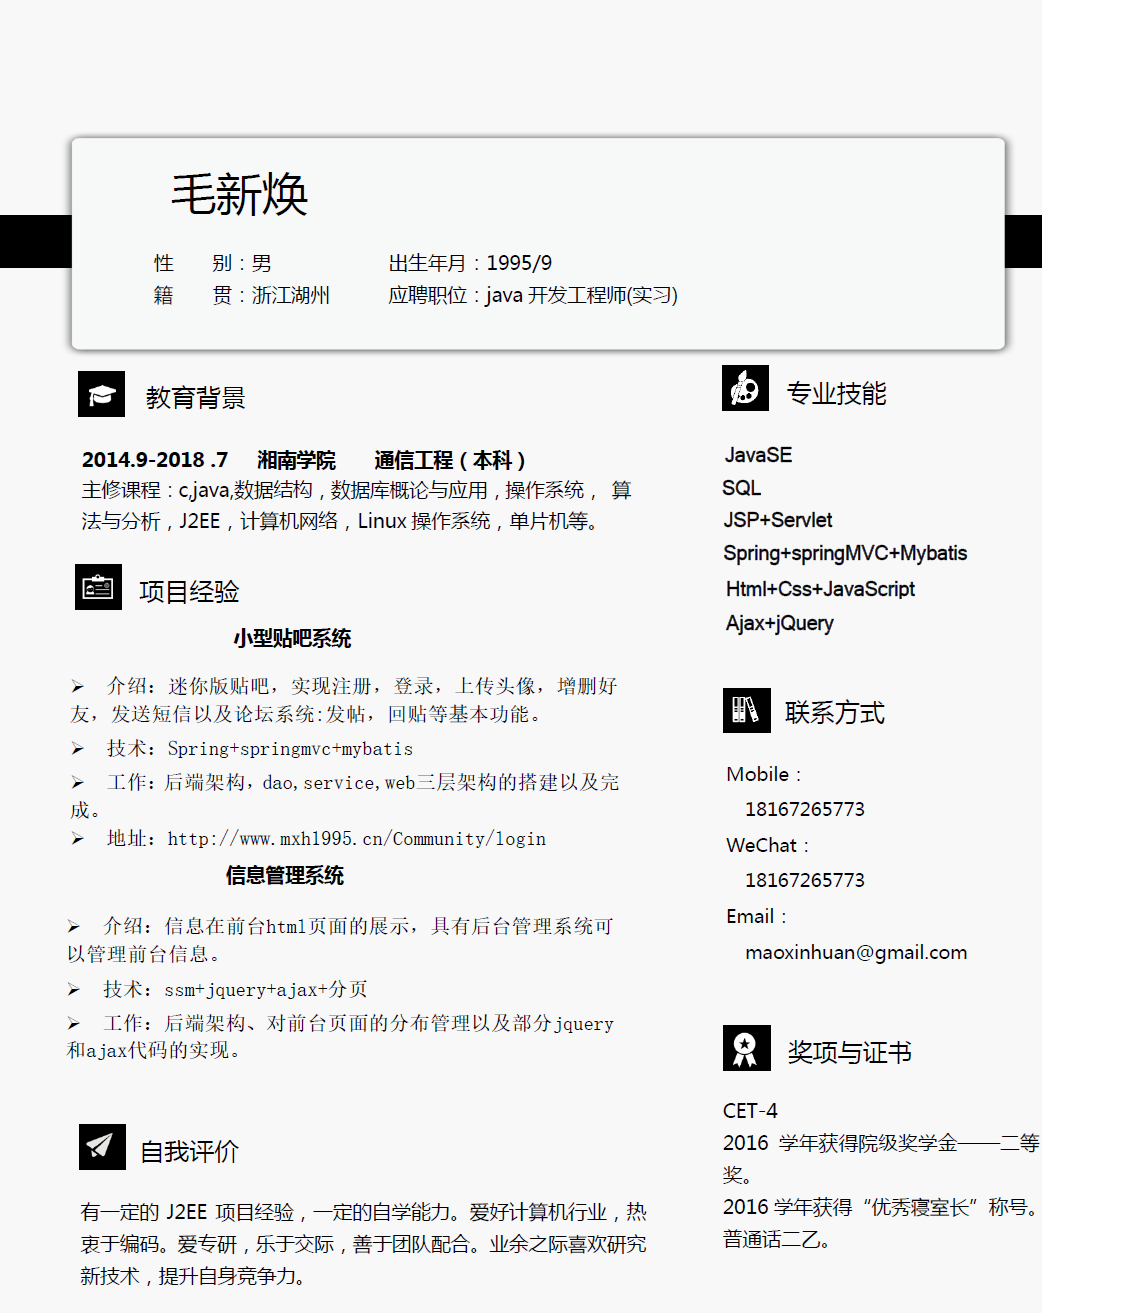 毛新焕
性 别：男 出生年月：1995/9
籍 贯：浙江湖州 应聘职位：java 开发工程师(实习)
教育背景
2014.9-2018 .7 湘南学院 通信工程（本科）
主修课程：c,java,数据结构，数据库概论与应用，操作系统， 算
法与分析，J2EE，计算机网络，Linux 操作系统，单片机等。
项目经验
小型贴吧系统
➢ 介绍：迷你版贴吧，实现注册，登录，上传头像，增删好
友，发送短信以及论坛系统:发帖，回贴等基本功能。
➢ 技术：Spring+springmvc+mybatis
➢ 工作：后端架构，dao,service,web三层架构的搭建以及完
成。
➢ 地址：http://www.mxh1995.cn/Community/login
信息管理系统
➢ 介绍：信息在前台html页面的展示，具有后台管理系统可
以管理前台信息。
➢ 技术：ssm+jquery+ajax+分页
➢ 工作：后端架构、对前台页面的分布管理以及部分jquery
和ajax代码的实现。
自我评价
有一定的 J2EE 项目经验，一定的自学能力。爱好计算机行业，热
衷于编码。爱专研，乐于交际，善于团队配合。业余之际喜欢研究
新技术，提升自身竞争力。
专业技能
JavaSE
SQL
JSP+Servlet
Spring+springMVC+Mybatis
Html+Css+JavaScript
Ajax+jQuery
联系方式
Mobile：
18167265773
WeChat：
18167265773
Email：
maoxinhuan@gmail.com
奖项与证书
CET-4
2016 学年获得院级奖学金——二等
奖。
2016 学年获得“优秀寝室长”称号。
普通话二乙。